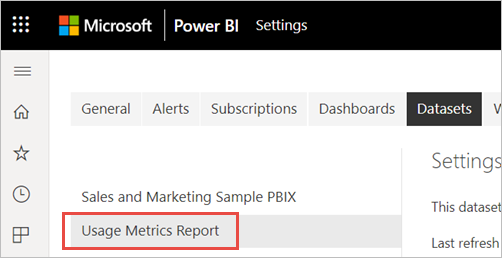 Microsoft Power BI Settings
General Alerts Subscriptions Dashboards Datasets
Settings
Sales and Marketing Sample PBIX
This dataset
Usage Metrics Report
Last refresh